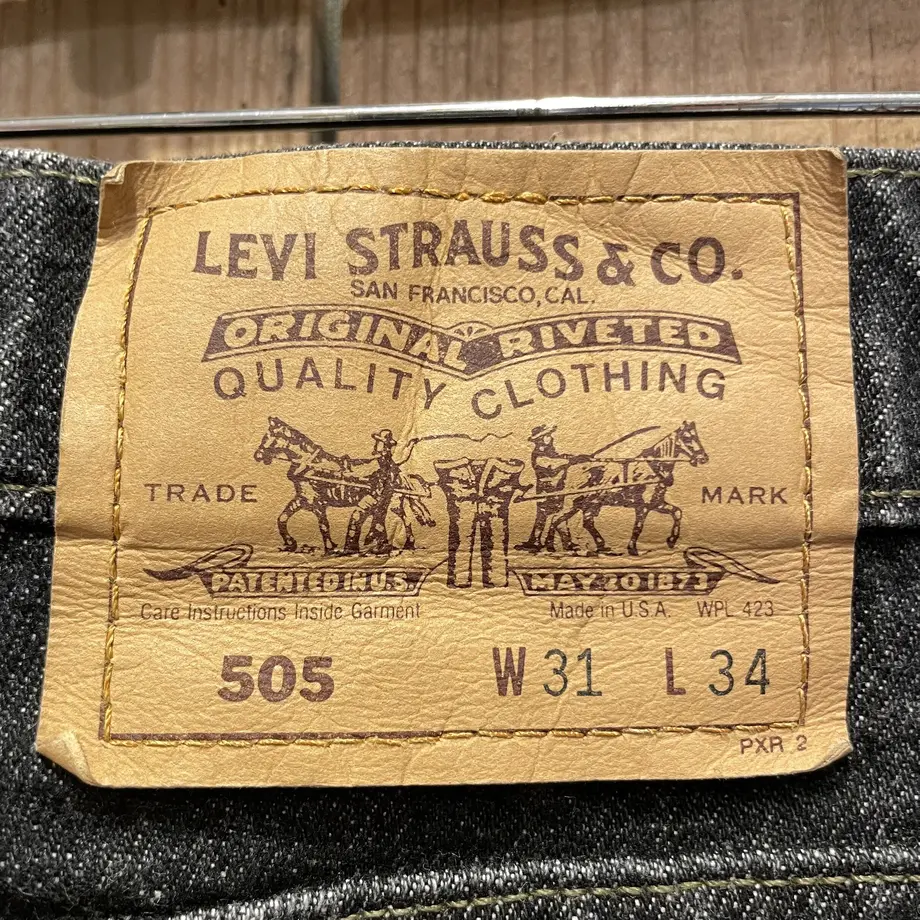 LEVI STRAUSS & CO.
SAN FRANCISCO, CAL.
ORIGINAL RIVETED
QUALITY CLOTHING
TRADE MARK
PATENTED IN U.S. MAY 20 1873
Care Instructions Inside Garment Made in U.S.A. WPL 423
505 W 31 L 34
PXR 2